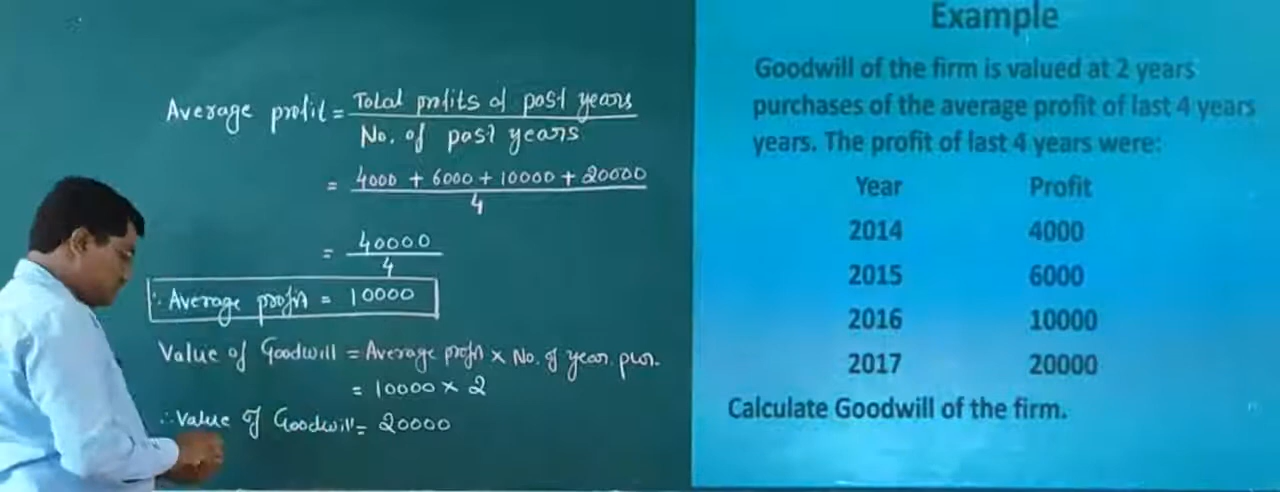 Average profit = Total profits of past years
No. of past years
= 4000 + 6000 + 10000 + 20000
4
= 40000
4
∴ Average profit = 10000
Value of Goodwill = Average profit × No. of year. pur.
= 10000 × 2
∴ Value of Goodwill = 20000
Example
Goodwill of the firm is valued at 2 years
purchases of the average profit of last 4 years
years. The profit of last 4 years were:
Year Profit
2014 4000
2015 6000
2016 10000
2017 20000
Calculate Goodwill of the firm.